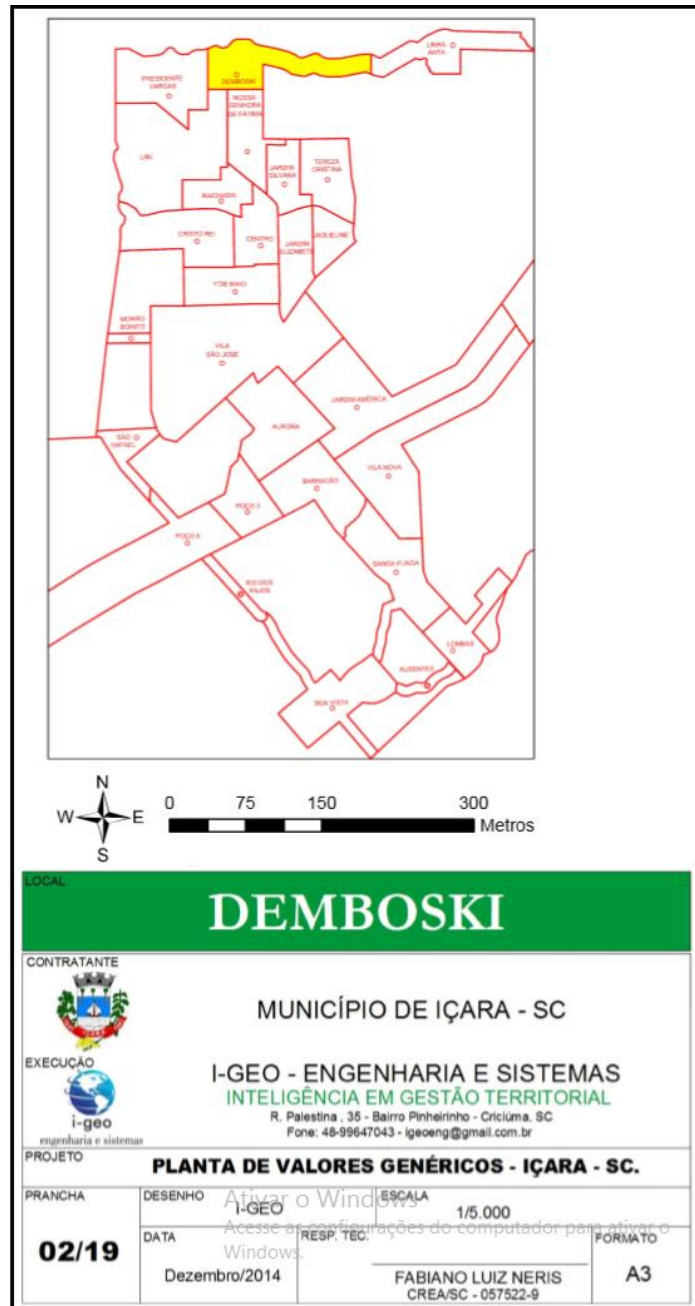 LINHA
ANTA
PRESIDENTE
VARGAS
DEMBOSKI
NOSSA
SENHORA
DE FÁTIMA
LIRI
JARDIM
SILVANA
TEREZA
CRISTINA
RAICHASKI
CRISTO REI
CENTRO
JARDIM
ELIZABETE
JAQUELINE
1º DE MAIO
MORRO
BONITO
VILA
SÃO JOSÉ
JARDIM AMÉRICA
AURORA
SÃO
RAFAEL
VILA NOVA
BARRACÃO
POÇO 3
POÇO 8
SANGA FUNDA
RIO DOS
ANJOS
LOMBAS
AUSENTES
BOA VISTA
N
W E
S
0 75 150 300
Metros
LOCAL
DEMBOSKI
CONTRATANTE
MUNICÍPIO DE IÇARA - SC
EXECUÇÃO
i-geo
engenharia e sistemas
I-GEO - ENGENHARIA E SISTEMAS
INTELIGÊNCIA EM GESTÃO TERRITORIAL
R. Palestina , 35 - Bairro Pinheirinho - Criciúma, SC
Fone: 48-99647043 - igeoeng@gmail.com.br
PROJETO
PLANTA DE VALORES GENÉRICOS - IÇARA - SC.
PRANCHA
02/19
DESENHO
I-GEO
ESCALA
1/5.000
Ativar o Windows
Acesse as configurações do computador para ativar o
Windows.
DATA
Dezembro/2014
RESP. TEC.
FABIANO LUIZ NERIS
CREA/SC - 057522-9
FORMATO
A3